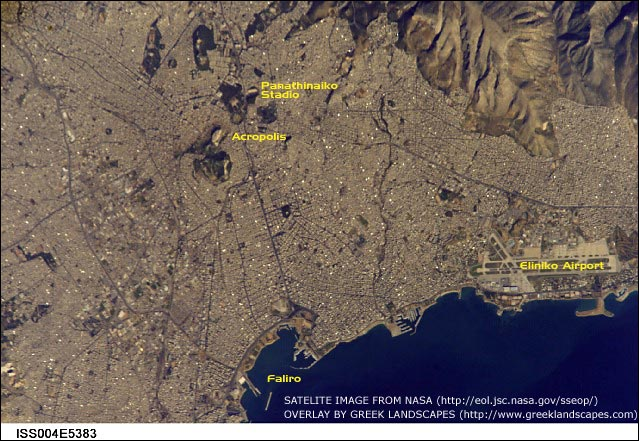 Panathinaiko
Stadio
Acropolis
Eliniko Airport
Faliro
SATELITE IMAGE FROM NASA (http://eol.jsc.nasa.gov/sseop/)
OVERLAY BY GREEK LANDSCAPES (http://www.greeklandscapes.com)
ISS004E5383